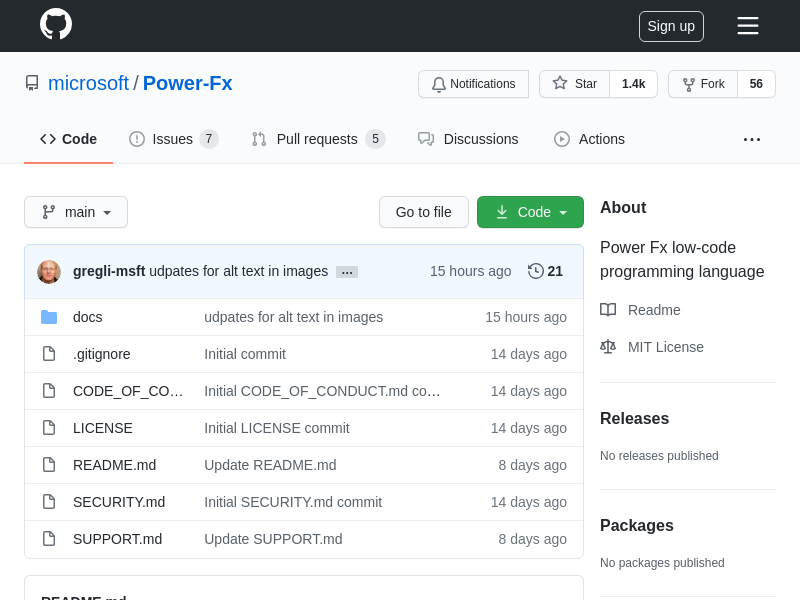 Sign up
microsoft / Power-Fx
Notifications
Star 1.4k
Fork 56
Code
Issues 7
Pull requests 5
Discussions
Actions
main
Go to file
Code
gregli-msft udpates for alt text in images ... 15 hours ago 21
docs udpates for alt text in images 15 hours ago
.gitignore Initial commit 14 days ago
CODE_OF_CO... Initial CODE_OF_CONDUCT.md co... 14 days ago
LICENSE Initial LICENSE commit 14 days ago
README.md Update README.md 8 days ago
SECURITY.md Initial SECURITY.md commit 14 days ago
SUPPORT.md Update SUPPORT.md 8 days ago
README.md
About
Power Fx low-code
programming language
Readme
MIT License
Releases
No releases published
Packages
No packages published